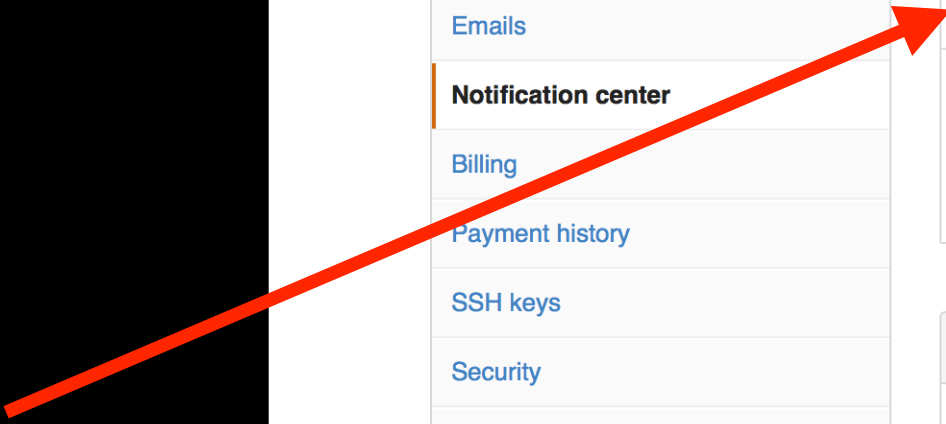 Emails
Notification center
Billing
Payment history
SSH keys
Security